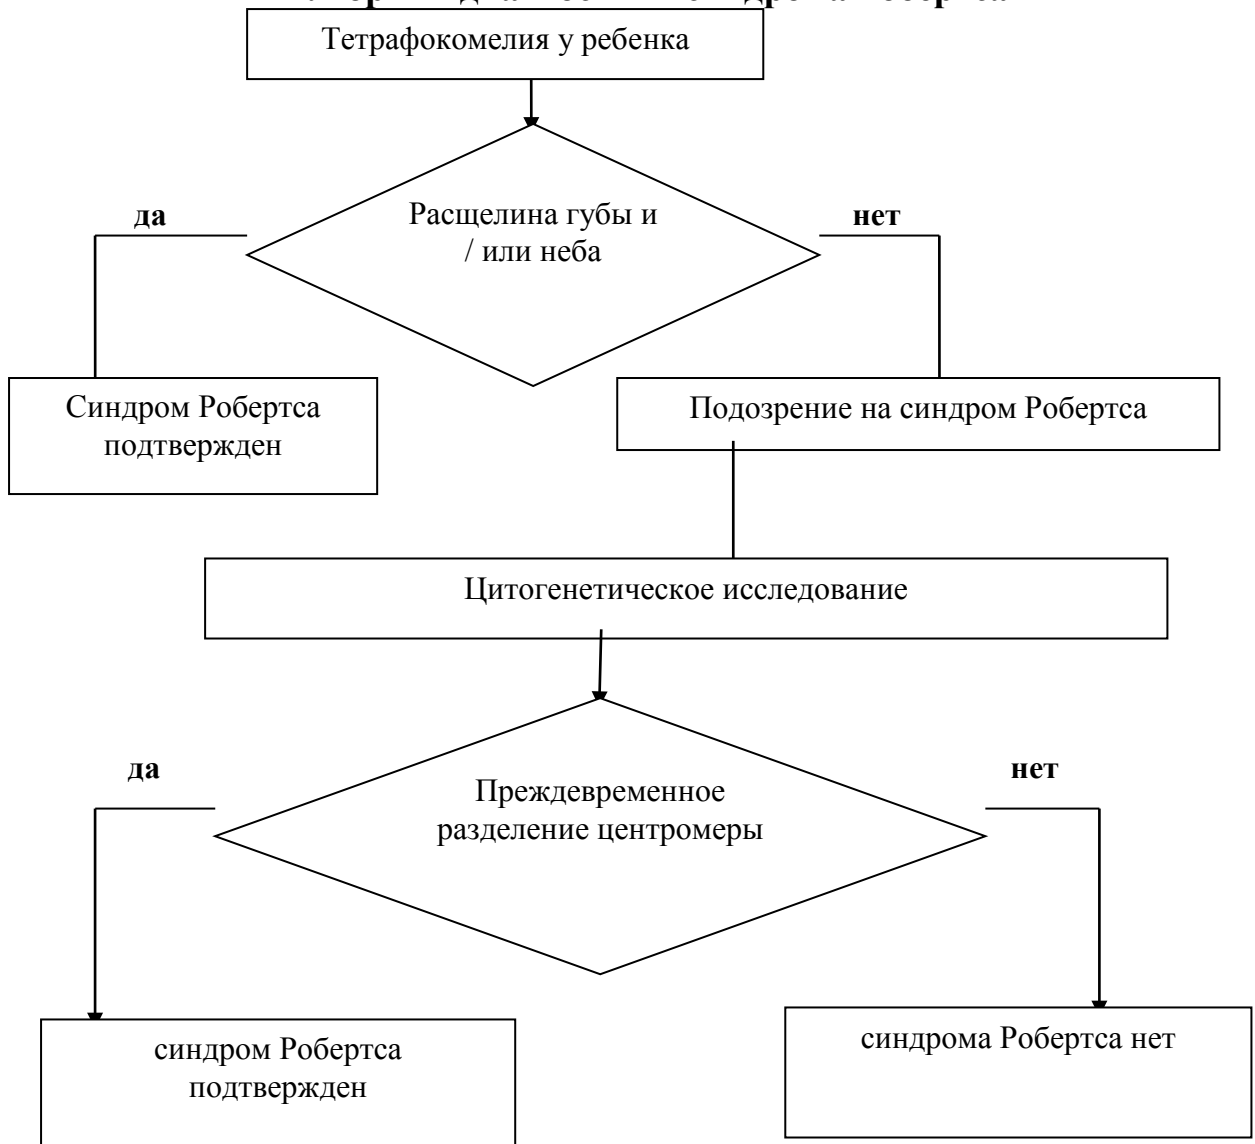 Тетрафокомелия у ребенка
да
Расщелина губы и
/ или неба
нет
Синдром Робертса
подтвержден
Подозрение на синдром Робертса
Цитогенетическое исследование
да
Преждевременное
разделение центромеры
нет
синдром Робертса
подтвержден
синдрома Робертса нет